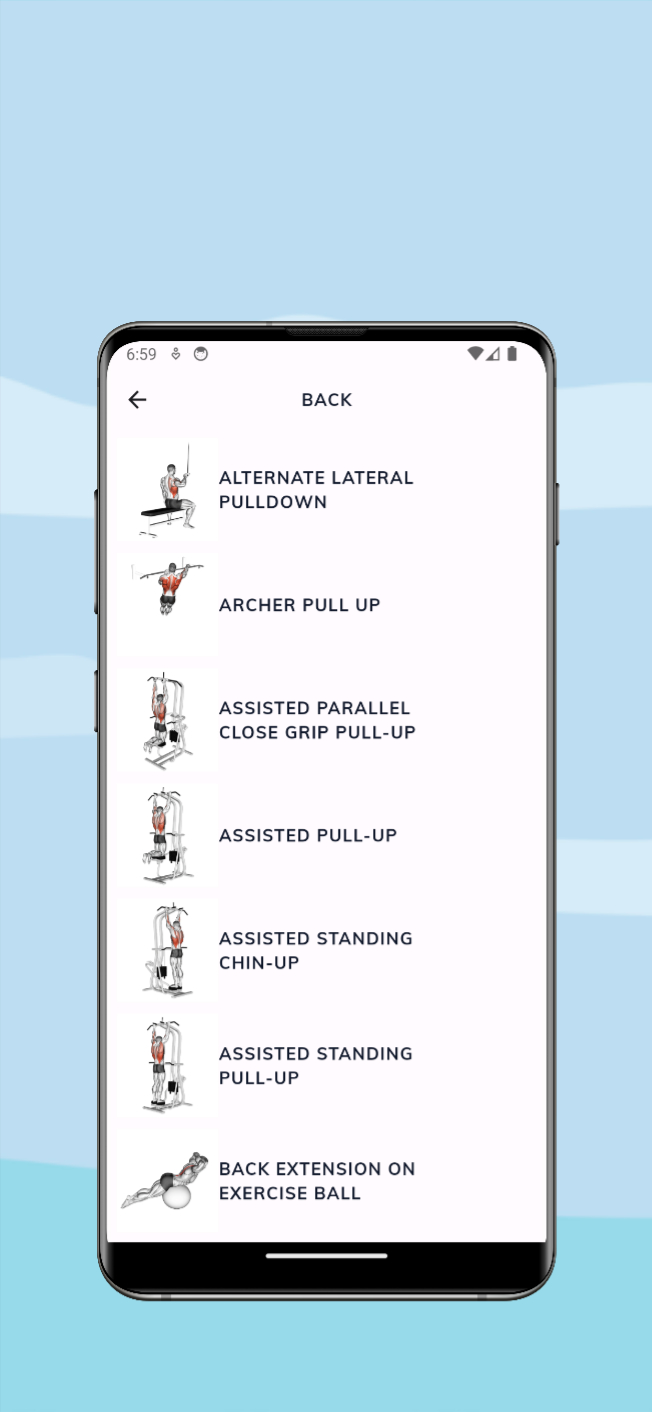 6:59
BACK
ALTERNATE LATERAL
PULLDOWN
ARCHER PULL UP
ASSISTED PARALLEL
CLOSE GRIP PULL-UP
ASSISTED PULL-UP
ASSISTED STANDING
CHIN-UP
ASSISTED STANDING
PULL-UP
BACK EXTENSION ON
EXERCISE BALL